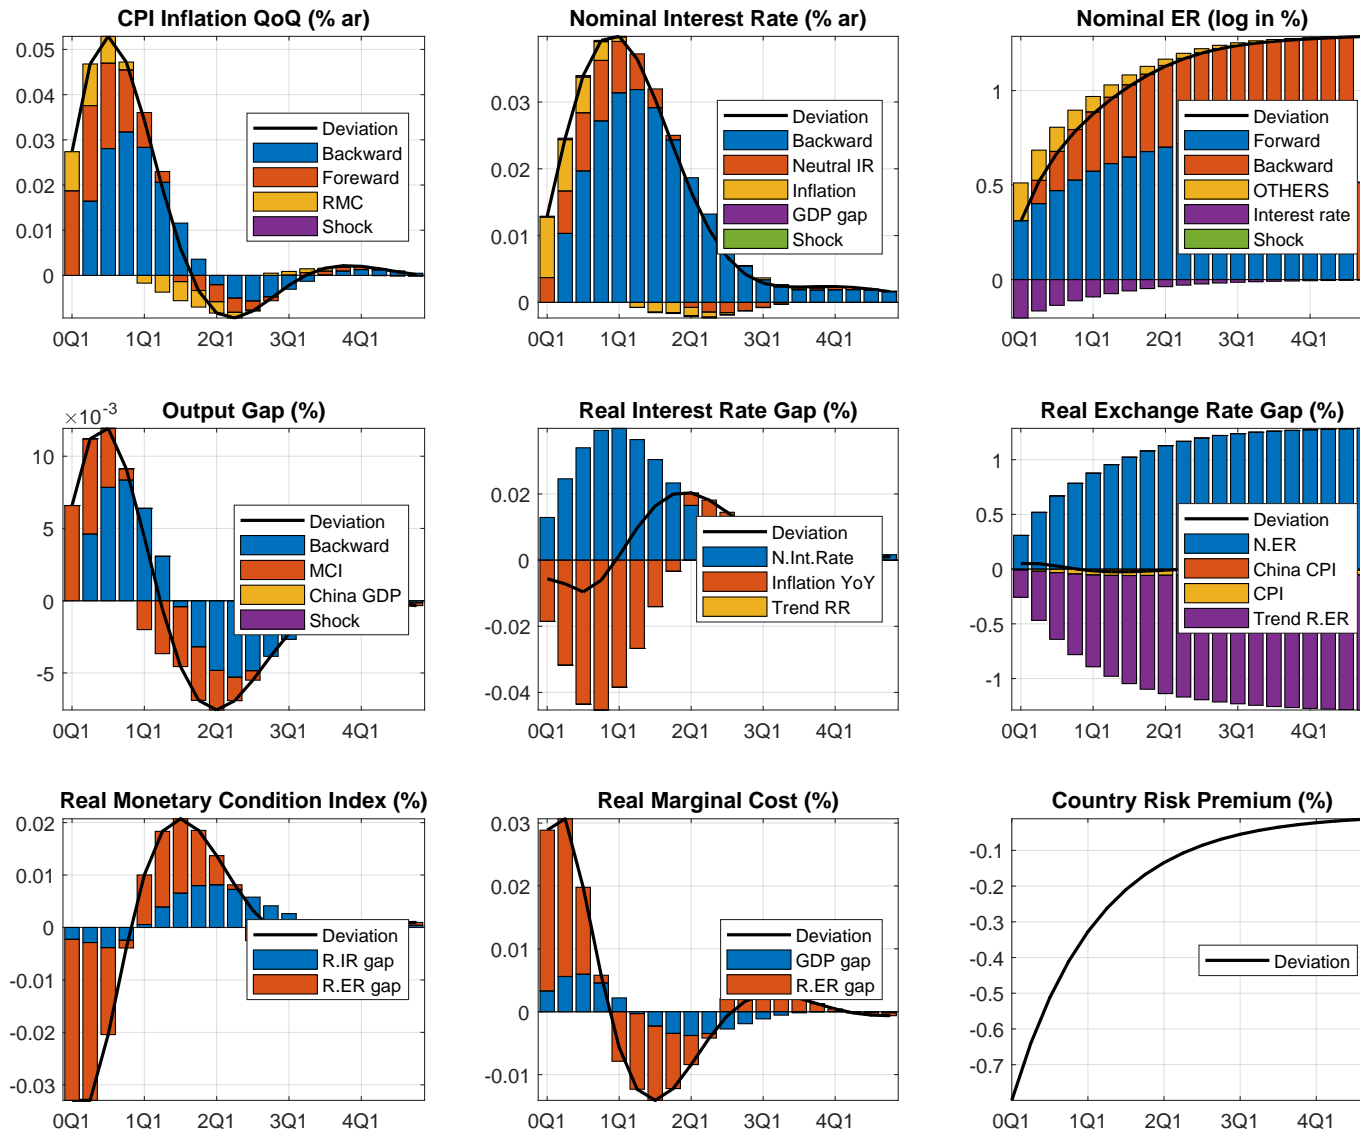 CPI Inflation QoQ (% ar)
0.05
0.04
0.03
0.02
0.01
0
0Q1 1Q1 2Q1 3Q1 4Q1
Deviation
Backward
Foreward
RMC
Shock
Nominal Interest Rate (% ar)
0.03
0.02
0.01
0
0Q1 1Q1 2Q1 3Q1 4Q1
Deviation
Backward
Neutral IR
Inflation
GDP gap
Shock
Nominal ER (log in %)
1
0.5
0
0Q1 1Q1 2Q1 3Q1 4Q1
Deviation
Forward
Backward
OTHERS
Interest rate
Shock
Output Gap (%)
×10-3
10
5
0
-5
0Q1 1Q1 2Q1 3Q1 4Q1
Deviation
Backward
MCI
China GDP
Shock
Real Interest Rate Gap (%)
0.02
0
-0.02
-0.04
0Q1 1Q1 2Q1 3Q1 4Q1
Deviation
N.Int.Rate
Inflation YoY
Trend RR
Real Exchange Rate Gap (%)
1
0.5
0
-0.5
-1
0Q1 1Q1 2Q1 3Q1 4Q1
Deviation
N.ER
China CPI
CPI
Trend R.ER
Real Monetary Condition Index (%)
0.02
0.01
0
-0.01
-0.02
-0.03
0Q1 1Q1 2Q1 3Q1 4Q1
Deviation
R.IR gap
R.ER gap
Real Marginal Cost (%)
0.03
0.02
0.01
0
-0.01
0Q1 1Q1 2Q1 3Q1 4Q1
Deviation
GDP gap
R.ER gap
Country Risk Premium (%)
-0.1
-0.2
-0.3
-0.4
-0.5
-0.6
-0.7
0Q1 1Q1 2Q1 3Q1 4Q1
Deviation